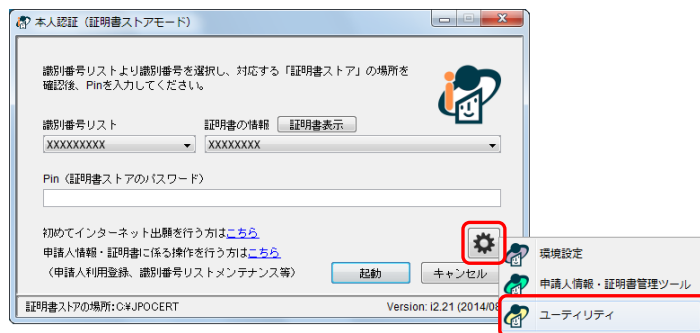 本人認証（証明書ストアモード）
識別番号リストより識別番号を選択し、対応する「証明書ストア」の場所を
確認後、Pinを入力してください。
識別番号リスト 証明書の情報 証明書表示
XXXXXXXXX XXXXXXXX
Pin（証明書ストアのパスワード）
初めてインターネット出願を行う方はこちら
申請人情報・証明書に係る操作を行う方はこちら
（申請人利用登録、識別番号リストメンテナンス等） 起動 キャンセル
証明書ストアの場所:C:¥JPOCERT Version: i2.21 (2014/08
環境設定
申請人情報・証明書管理ツール
ユーティリティ